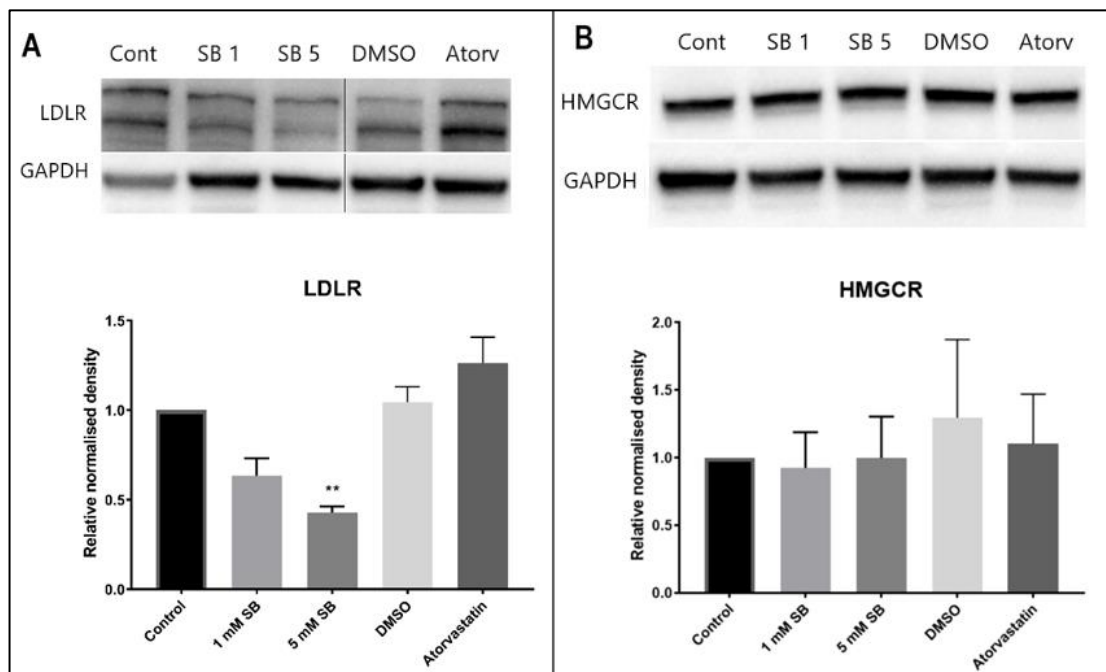 A
Cont SB 1 SB 5 DMSO Atorv
LDLR
GAPDH
LDLR
Relative normalised density
1.5
1.0
0.5
0.0
Control
1 mM SB
5 mM SB
**
DMSO
Atorvastatin
B
Cont SB 1 SB 5 DMSO Atorv
HMGCR
GAPDH
HMGCR
Relative normalised density
2.0
1.5
1.0
0.5
0.0
Control
1 mM SB
5 mM SB
DMSO
Atorvastatin